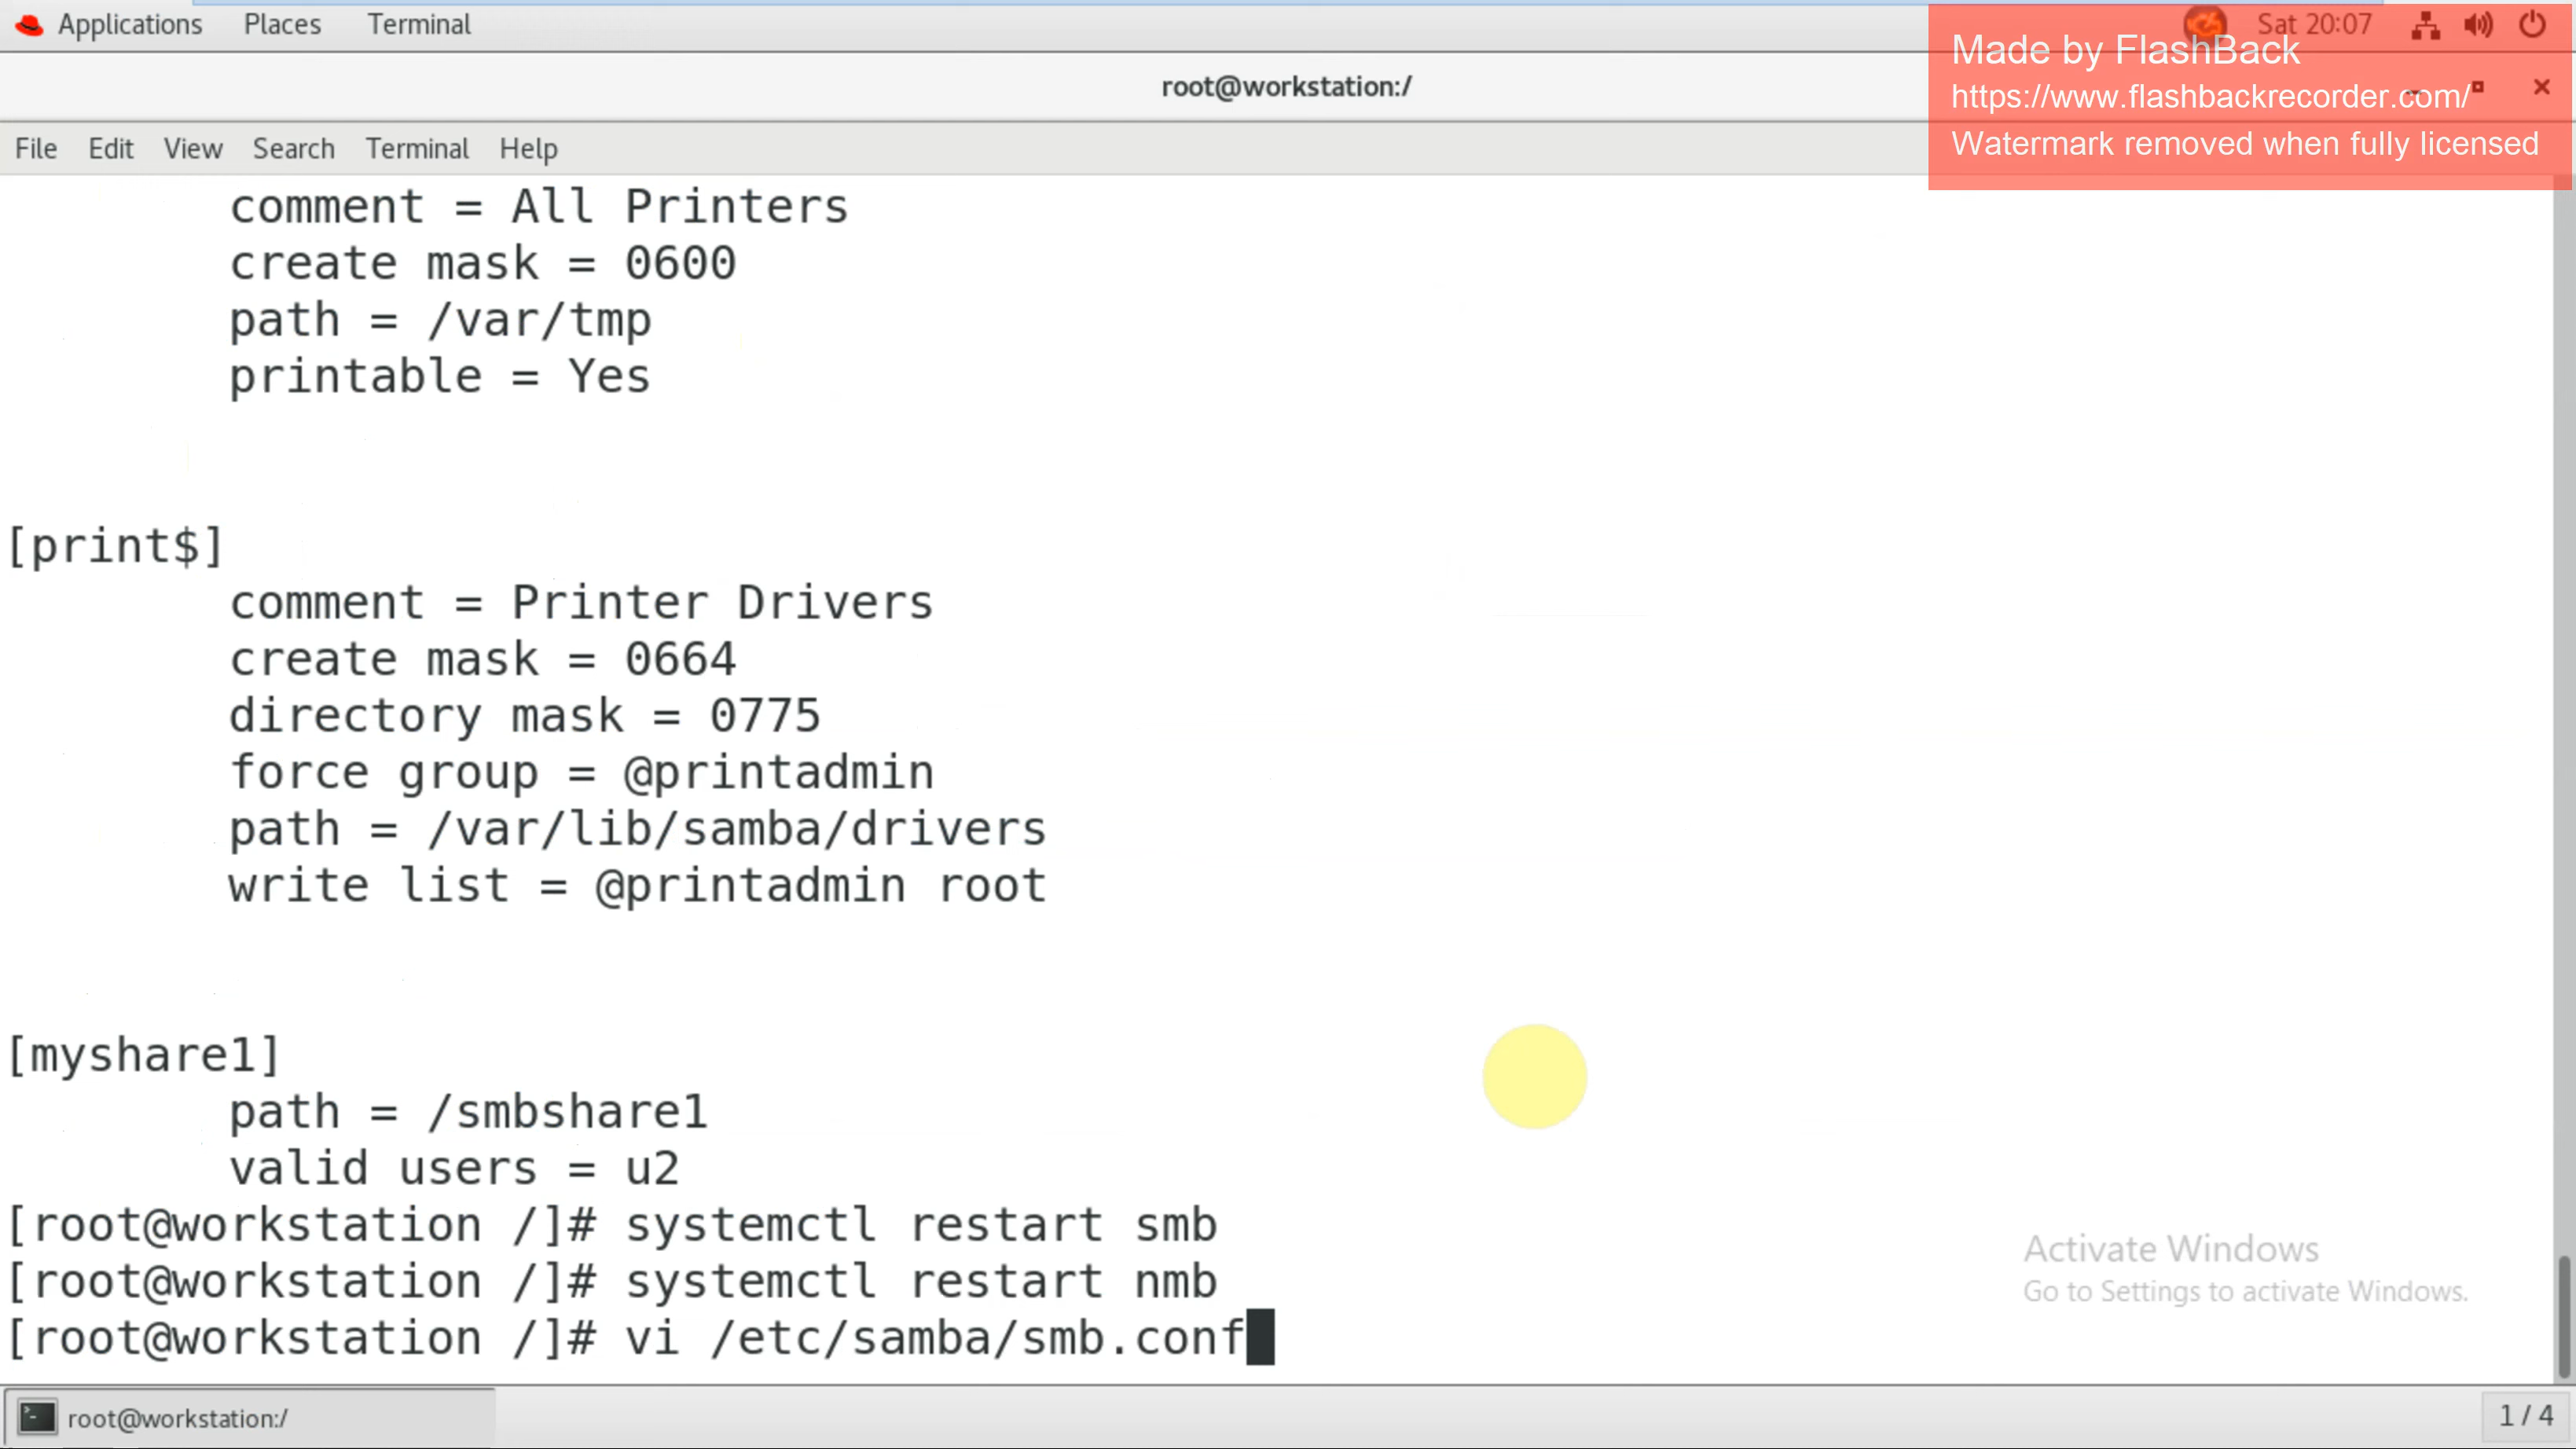 Applications Places Terminal
Sat 20:07
Made by FlashBack
https://www.flashbackrecorder.com/
Watermark removed when fully licensed
root@workstation:/
File Edit View Search Terminal Help
comment = All Printers
create mask = 0600
path = /var/tmp
printable = Yes
[print$]
comment = Printer Drivers
create mask = 0664
directory mask = 0775
force group = @printadmin
path = /var/lib/samba/drivers
write list = @printadmin root
[myshare1]
path = /smbshare1
valid users = u2
[root@workstation /]# systemctl restart smb
[root@workstation /]# systemctl restart nmb
[root@workstation /]# vi /etc/samba/smb.conf
Activate Windows
Go to Settings to activate Windows.
root@workstation:/
1 / 4